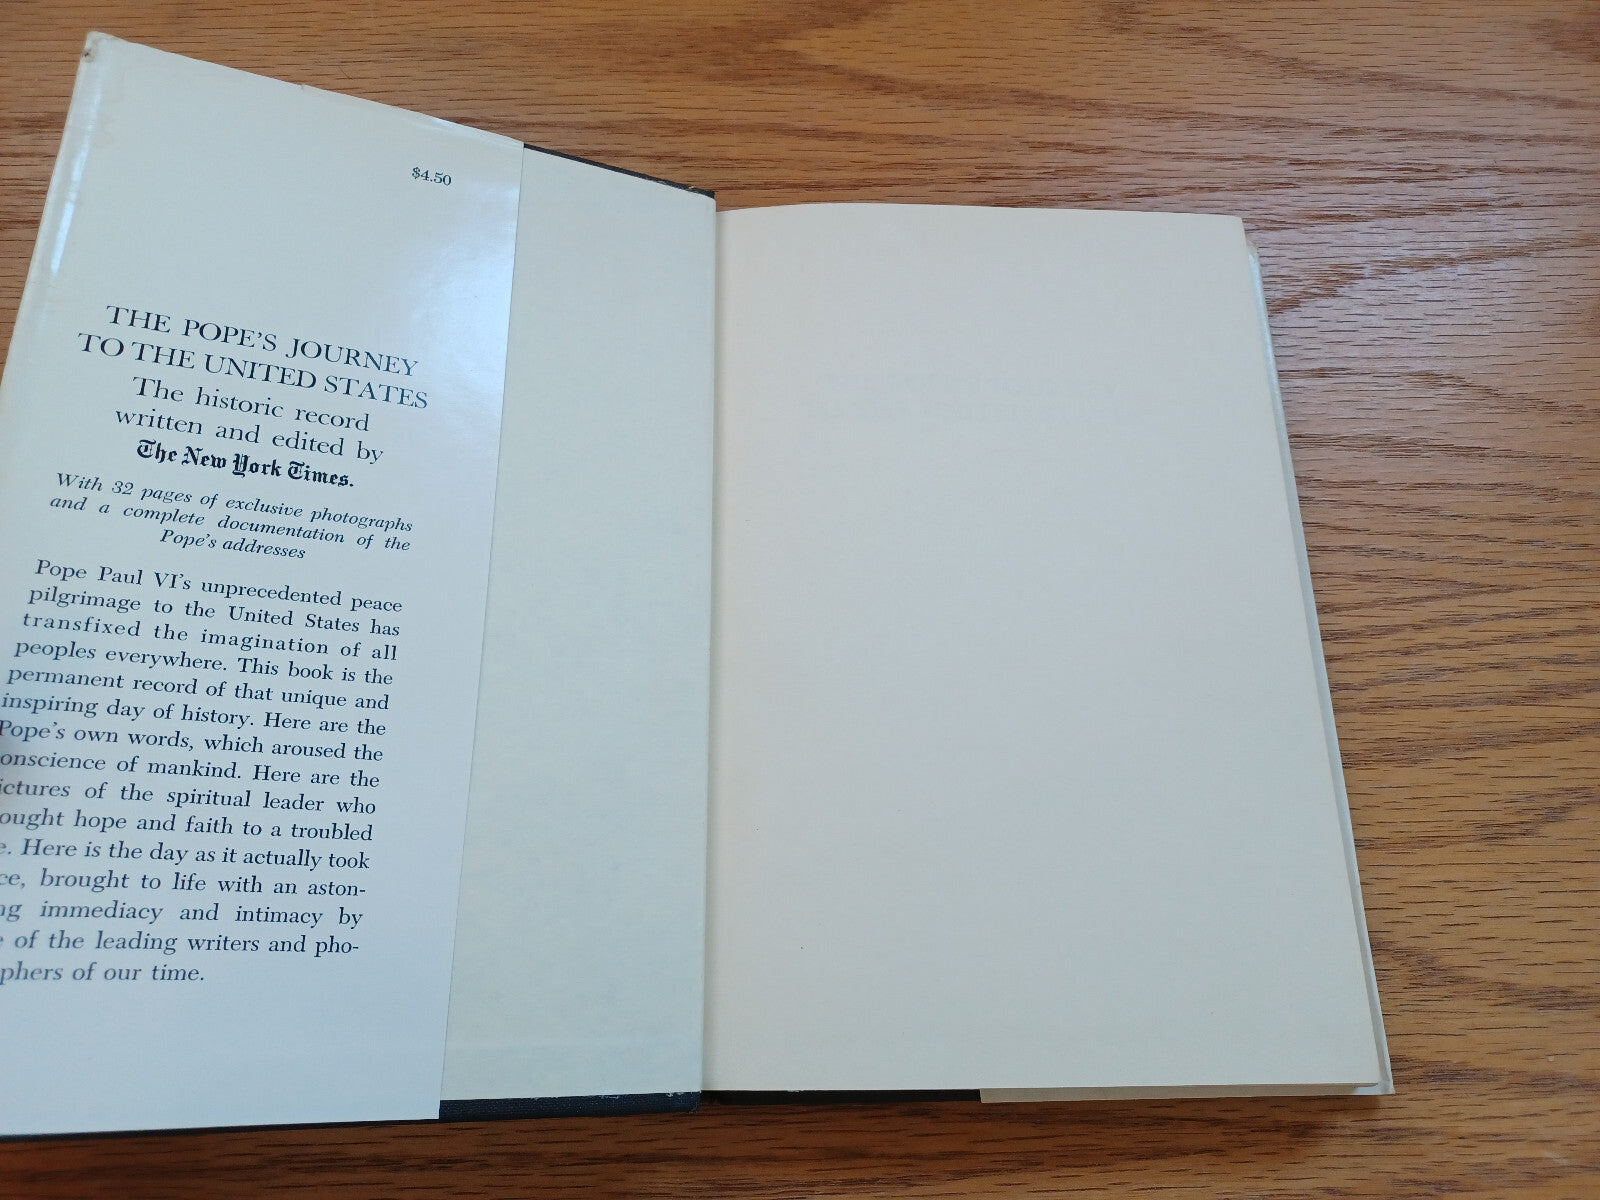 $4.50
THE POPE'S JOURNEY
TO THE UNITED STATES
The historic record
written and edited by
The New York Times.
With 32 pages of exclusive photographs
and a complete documentation of the
Pope's addresses
Pope Paul VI's unprecedented peace
pilgrimage to the United States has
transfixed the imagination of all
peoples everywhere. This book is the
permanent record of that unique and
inspiring day of history. Here are the
Pope's own words, which aroused the
onscience of mankind. Here are the
ictures of the spiritual leader who
ought hope and faith to a troubled
e. Here is the day as it actually took
ce, brought to life with an aston-
ng immediacy and intimacy by
e of the leading writers and pho-
phers of our time.